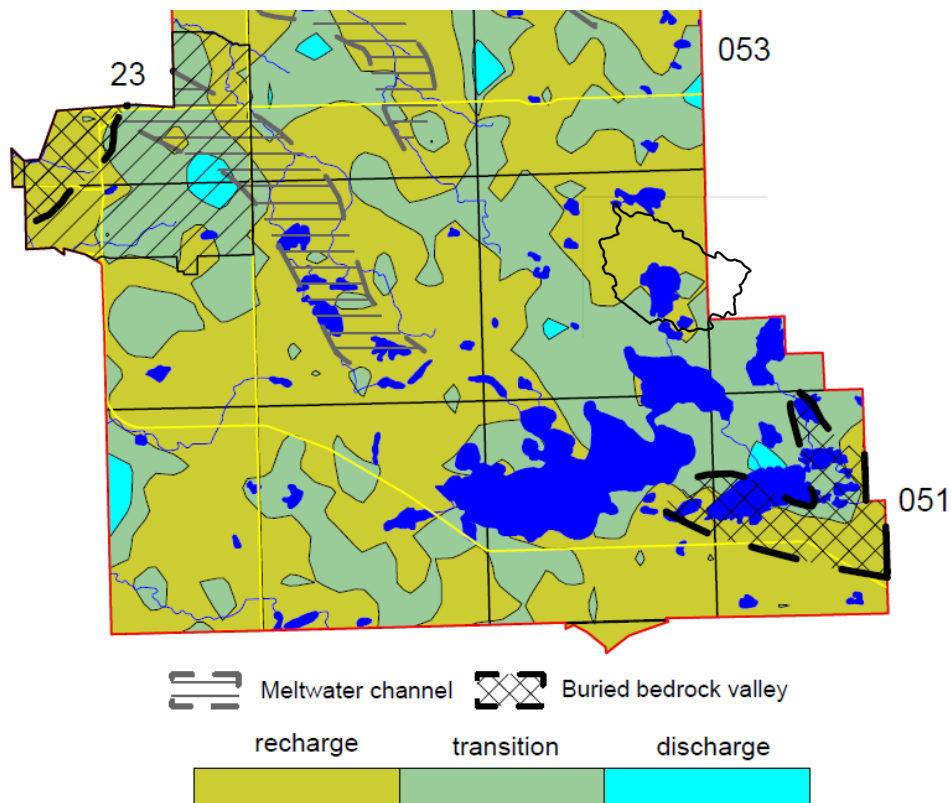 053
23
051
Meltwater channel
Buried bedrock valley
recharge
transition
discharge